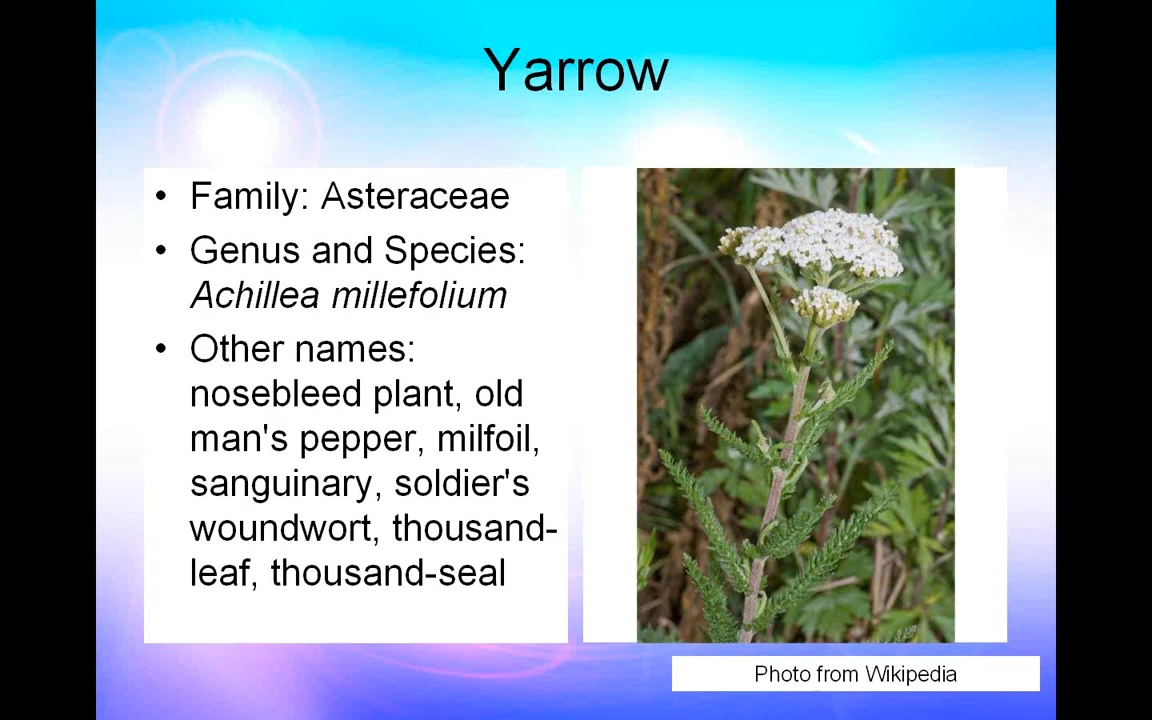 Yarrow
• Family: Asteraceae
• Genus and Species:
Achillea millefolium
• Other names:
nosebleed plant, old
man's pepper, milfoil,
sanguinary, soldier's
woundwort, thousand-
leaf, thousand-seal
Photo from Wikipedia